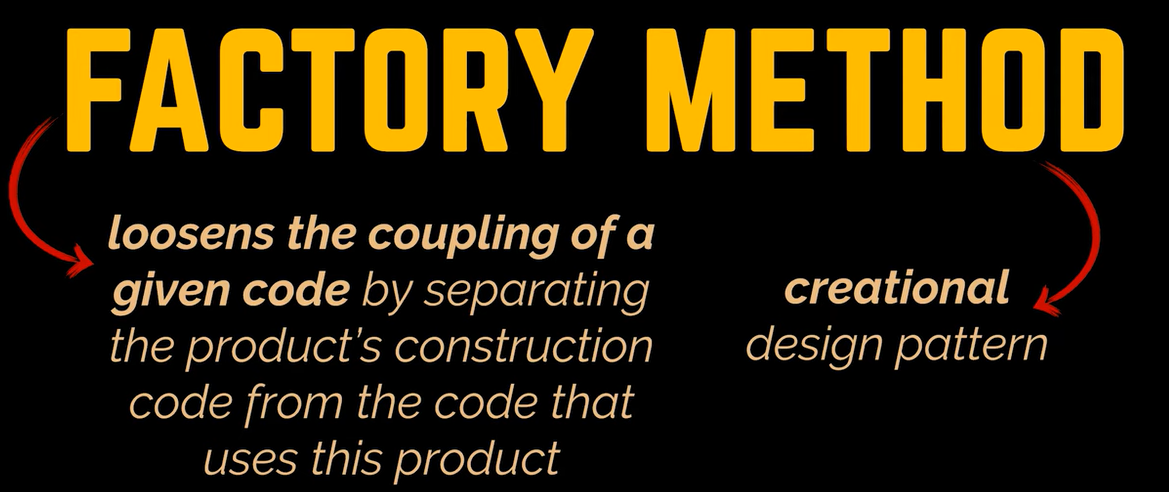 FACTORY METHOD
loosens the coupling of a
given code by separating
the product’s construction
code from the code that
uses this product
creational
design pattern